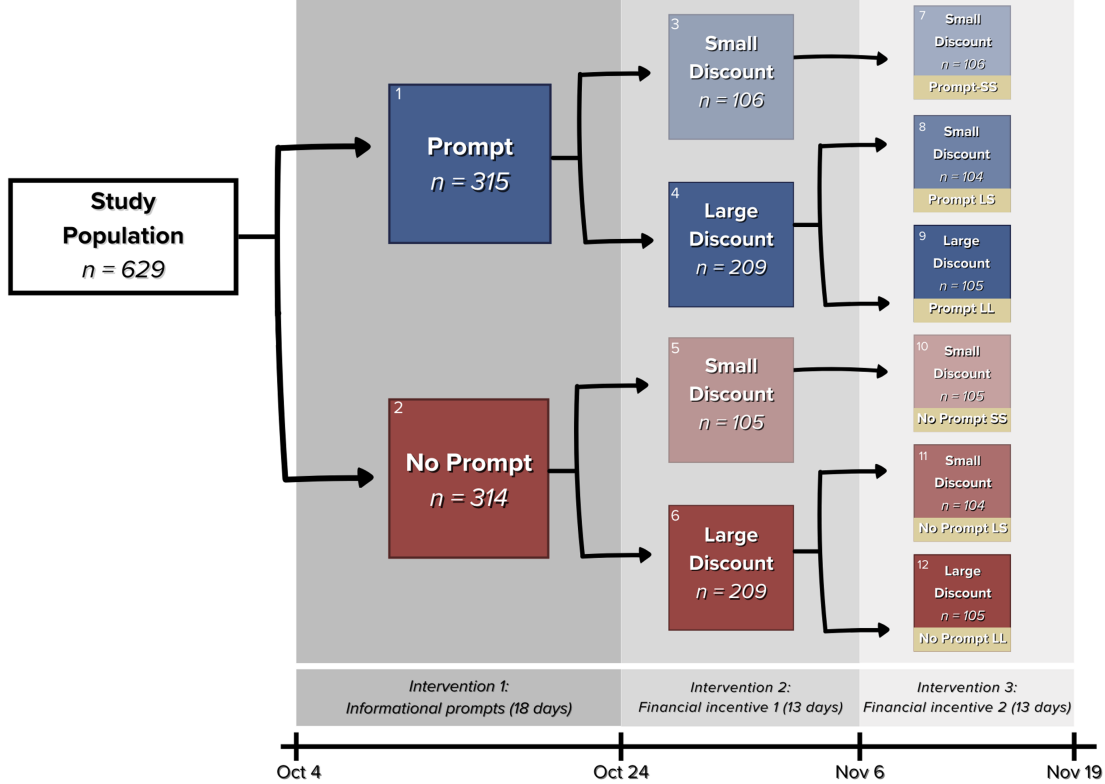 Study
Population
n = 629
1
Prompt
n = 315
2
No Prompt
n = 314
3
Small
Discount
n = 106
4
Large
Discount
n = 209
5
Small
Discount
n = 105
6
Large
Discount
n = 209
7
Small
Discount
n = 106
Prompt-SS
8
Small
Discount
n = 104
Prompt LS
9
Large
Discount
n = 105
Prompt LL
10
Small
Discount
n = 105
No Prompt SS
11
Small
Discount
n = 104
No Prompt LS
12
Large
Discount
n = 105
No Prompt LL
Intervention 1:
Informational prompts (18 days)
Intervention 2:
Financial incentive 1 (13 days)
Intervention 3:
Financial incentive 2 (13 days)
Oct 4
Oct 24
Nov 6
Nov 19